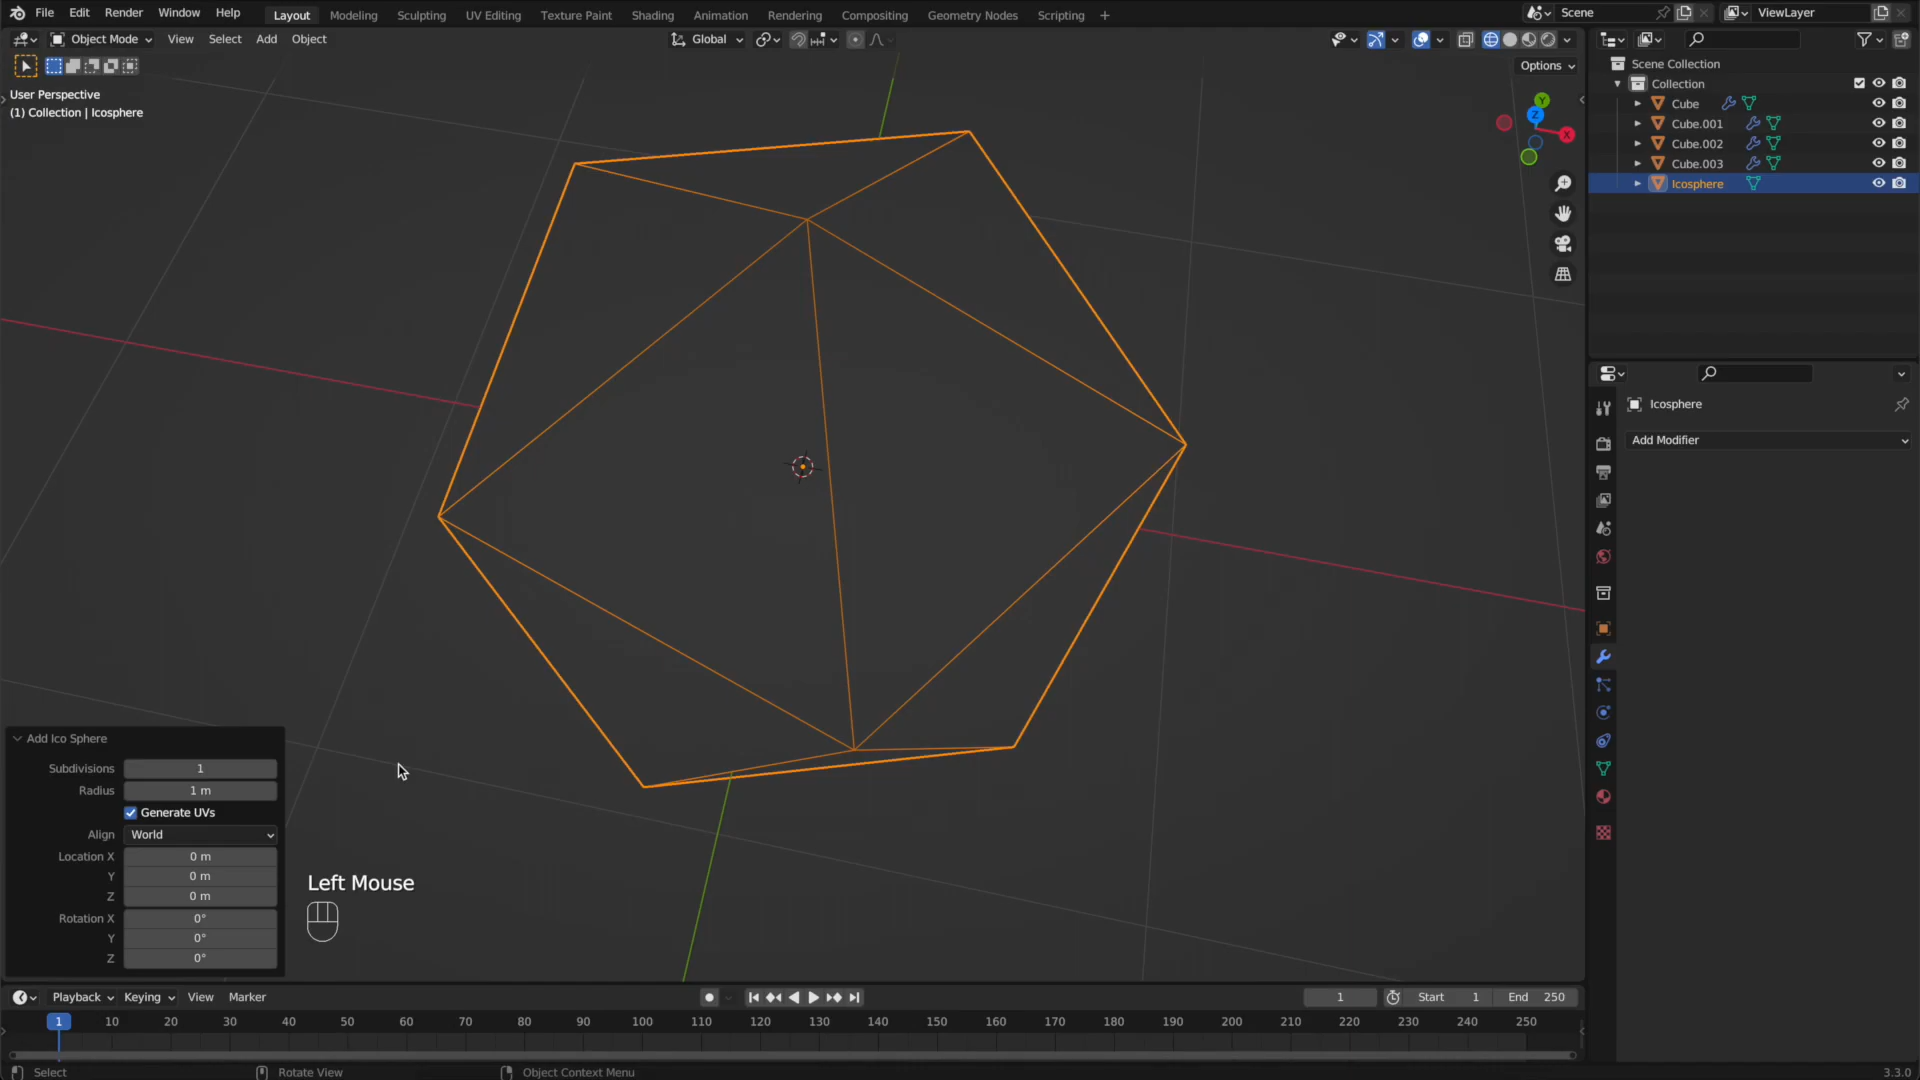 File Edit Render Window Help Layout Modeling Sculpting UV Editing Texture Paint Shading Animation Rendering Compositing Geometry Nodes Scripting + Scene ViewLayer
Object Mode View Select Add Object Global
Options
User Perspective
(1) Collection | Icosphere
Y
Z
X
Scene Collection
Collection
Cube
Cube.001
Cube.002
Cube.003
Icosphere
Icosphere
Add Modifier
Add Ico Sphere
Subdivisions 1
Radius 1 m
Generate UVs
Align World
Location X 0 m
Y 0 m
Z 0 m
Rotation X 0°
Y 0°
Z 0°
Left Mouse
Playback Keying View Marker 1 Start 1 End 250
1 10 20 30 40 50 60 70 80 90 100 110 120 130 140 150 160 170 180 190 200 210 220 230 240 250
Select Rotate View Object Context Menu 3.3.0